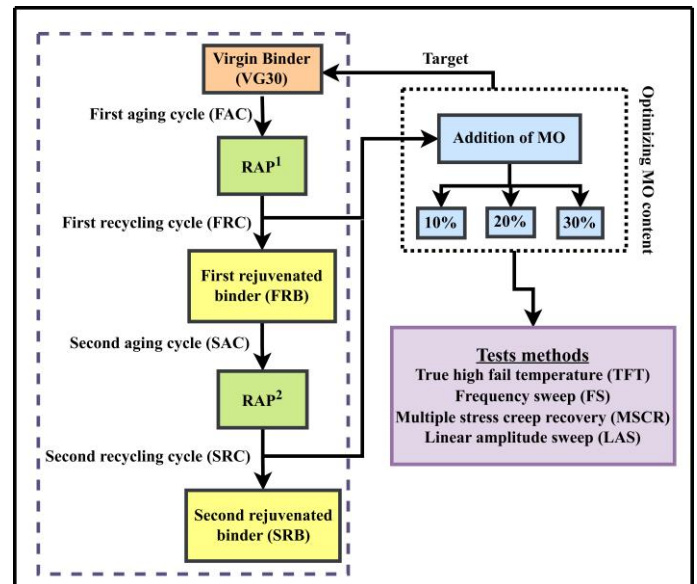 Virgin Binder
(VG30)
Target
First aging cycle (FAC)
RAP1
First recycling cycle (FRC)
First rejuvenated
binder (FRB)
Second aging cycle (SAC)
RAP2
Second recycling cycle (SRC)
Second rejuvenated
binder (SRB)
Addition of MO
10%
20%
30%
Optimizing MO
content
Tests methods
True high fail temperature (TFT)
Frequency sweep (FS)
Multiple stress creep recovery (MSCR)
Linear amplitude sweep (LAS)